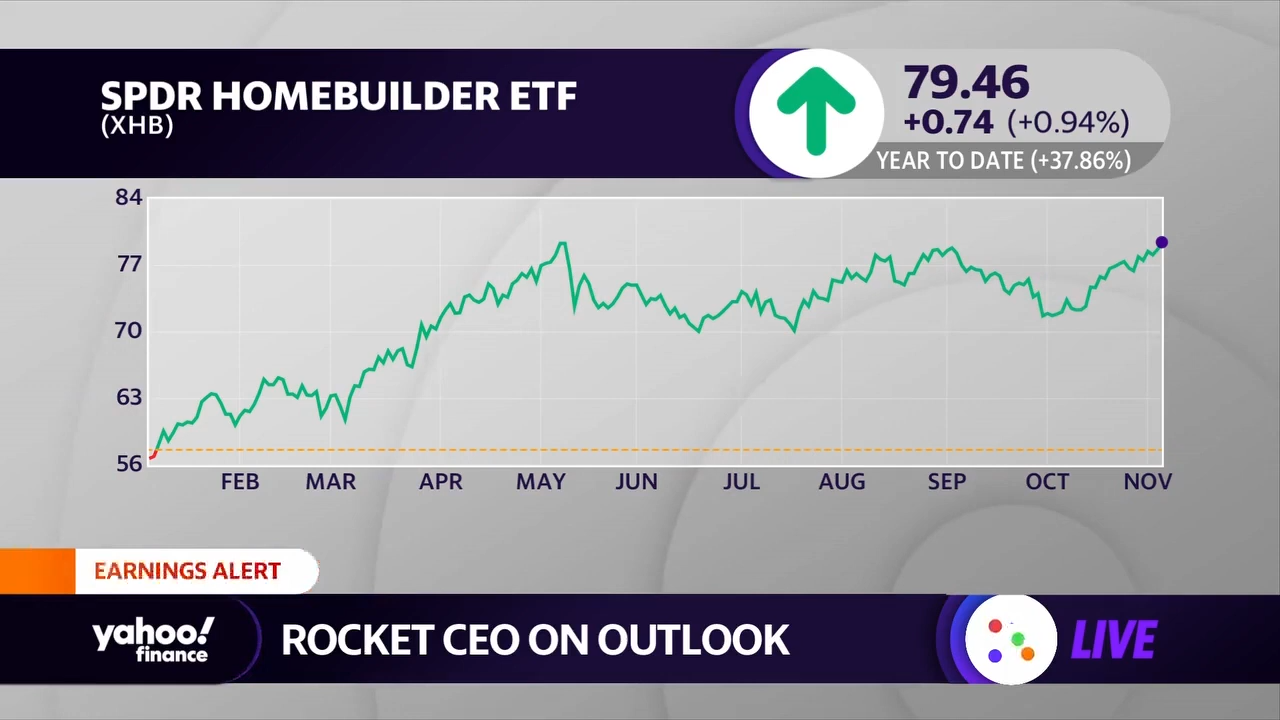 SPDR HOMEBUILDER ETF
(XHB)
79.46
+0.74 (+0.94%)
YEAR TO DATE (+37.86%)
84
77
70
63
56
FEB MAR APR MAY JUN JUL AUG SEP OCT NOV
EARNINGS ALERT
yahoo!
finance
ROCKET CEO ON OUTLOOK
LIVE